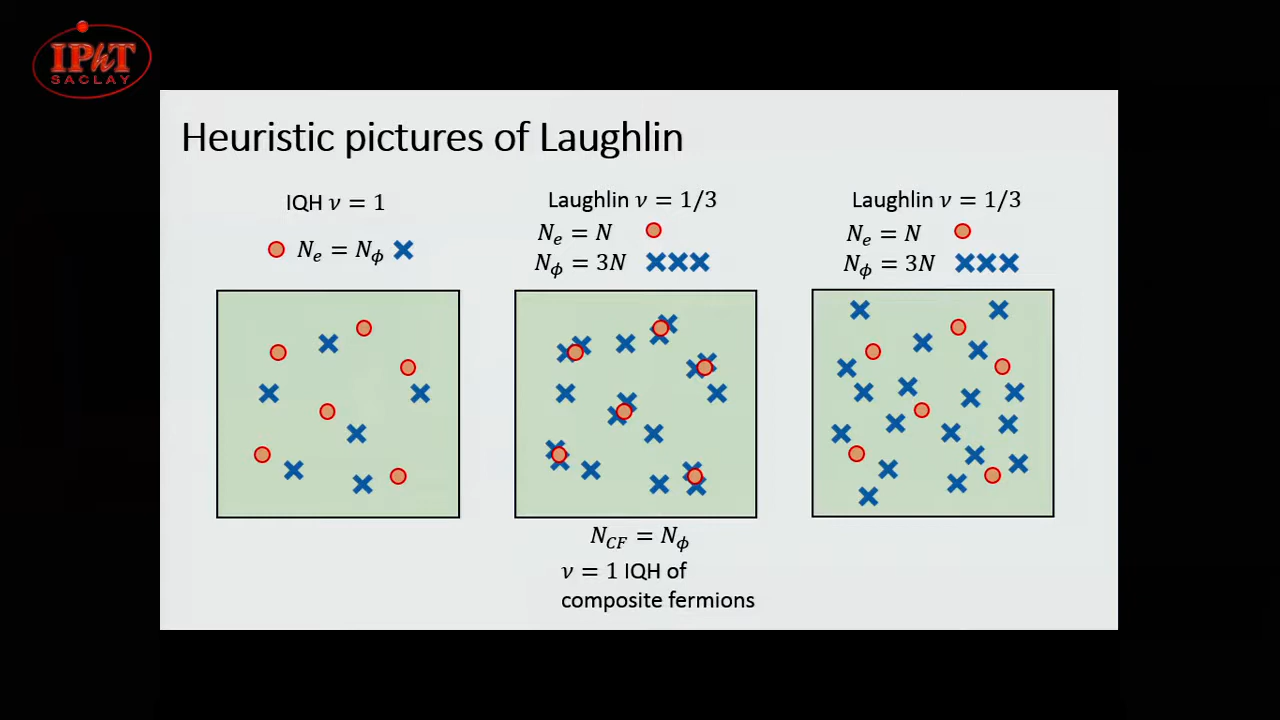 IPhT
SACLAY
Heuristic pictures of Laughlin
IQH ν = 1
N_e = N_ϕ
Laughlin ν = 1/3
N_e = N
N_ϕ = 3N
Laughlin ν = 1/3
N_e = N
N_ϕ = 3N
N_CF = N_ϕ
ν = 1 IQH of
composite fermions